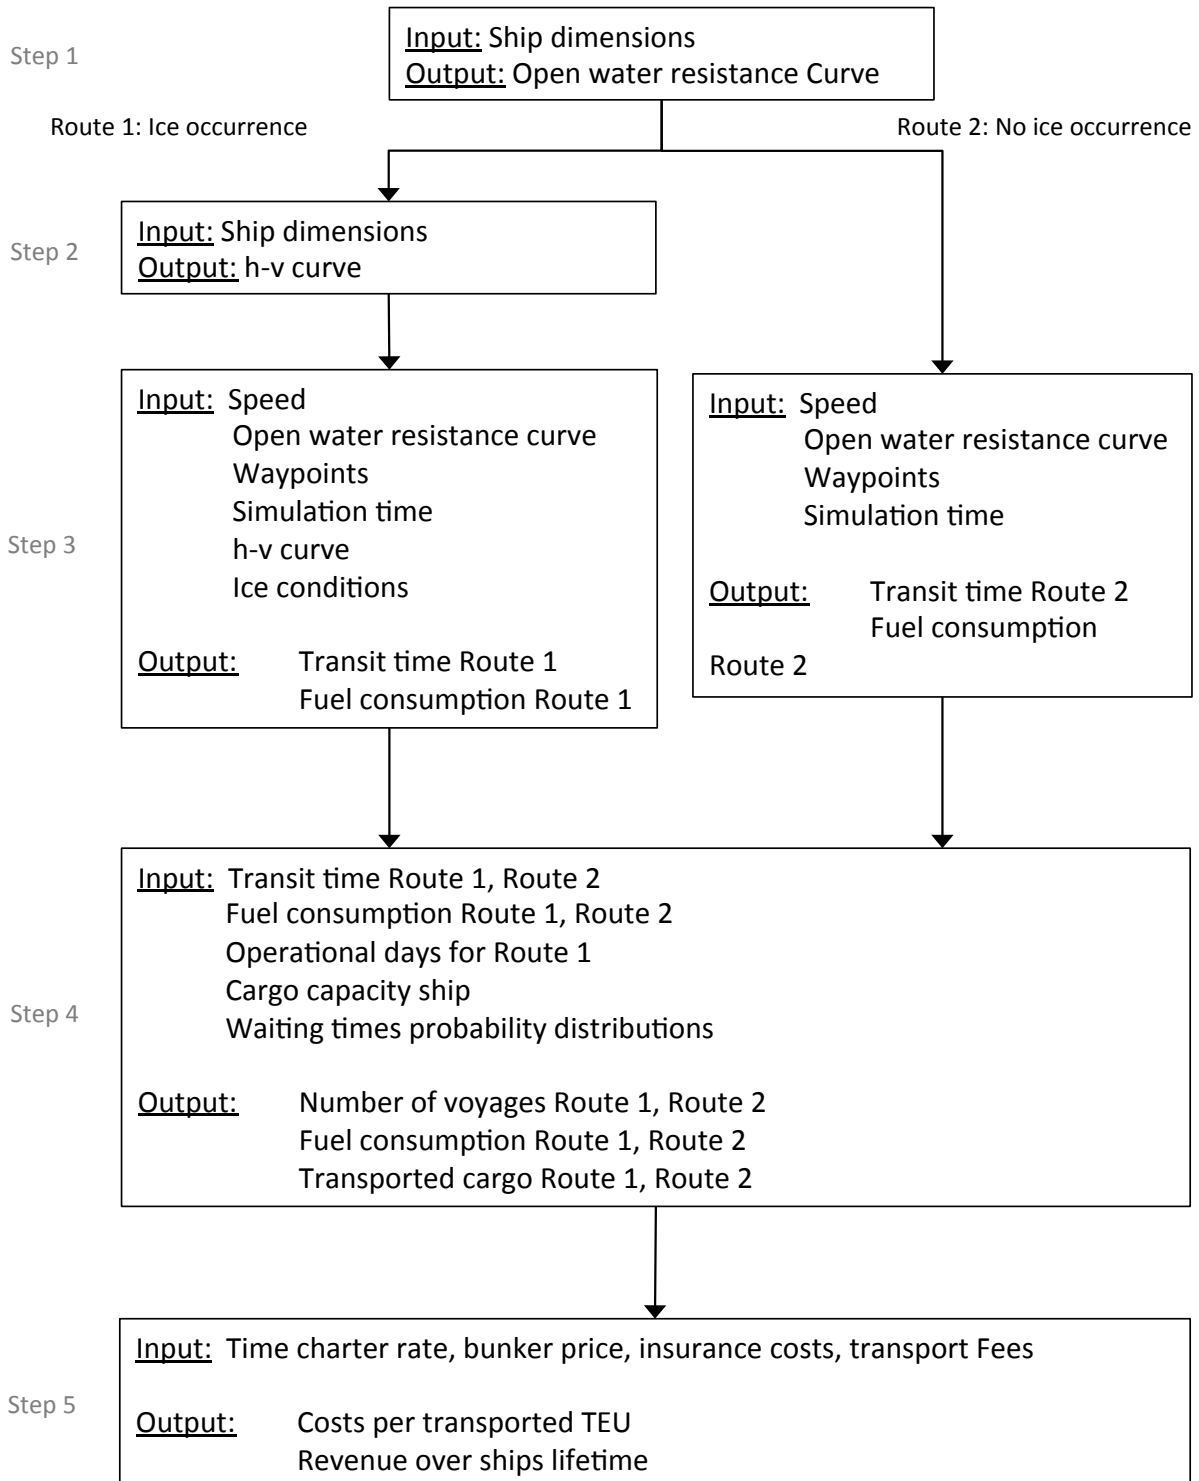 Step 1
Input: Ship dimensions
Output: Open water resistance Curve
Route 1: Ice occurrence
Route 2: No ice occurrence
Step 2
Input: Ship dimensions
Output: h-v curve
Step 3
Input: Speed
Open water resistance curve
Waypoints
Simulation time
h-v curve
Ice conditions
Output: Transit time Route 1
Fuel consumption Route 1
Input: Speed
Open water resistance curve
Waypoints
Simulation time
Output: Transit time Route 2
Fuel consumption
Route 2
Step 4
Input: Transit time Route 1, Route 2
Fuel consumption Route 1, Route 2
Operational days for Route 1
Cargo capacity ship
Waiting times probability distributions
Output: Number of voyages Route 1, Route 2
Fuel consumption Route 1, Route 2
Transported cargo Route 1, Route 2
Step 5
Input: Time charter rate, bunker price, insurance costs, transport Fees
Output: Costs per transported TEU
Revenue over ships lifetime